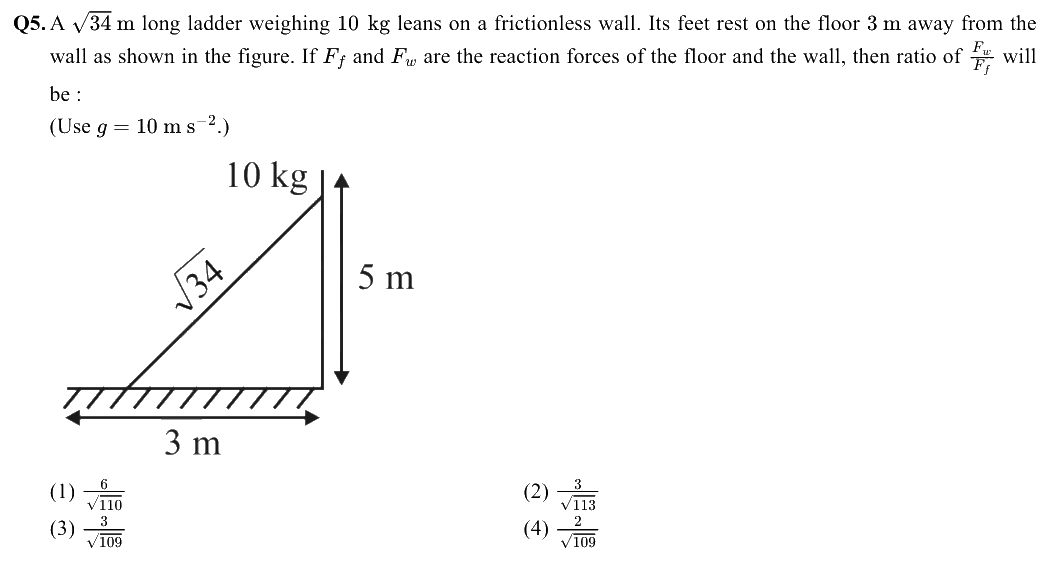 Q5. A √34 m long ladder weighing 10 kg leans on a frictionless wall. Its feet rest on the floor 3 m away from the
wall as shown in the figure. If F_f and F_w are the reaction forces of the floor and the wall, then ratio of F_w/F_f will
be :
(Use g = 10 m s⁻².)
10 kg
√34
5 m
3 m
(1) 6/√110
(2) 3/√113
(3) 3/√109
(4) 2/√109